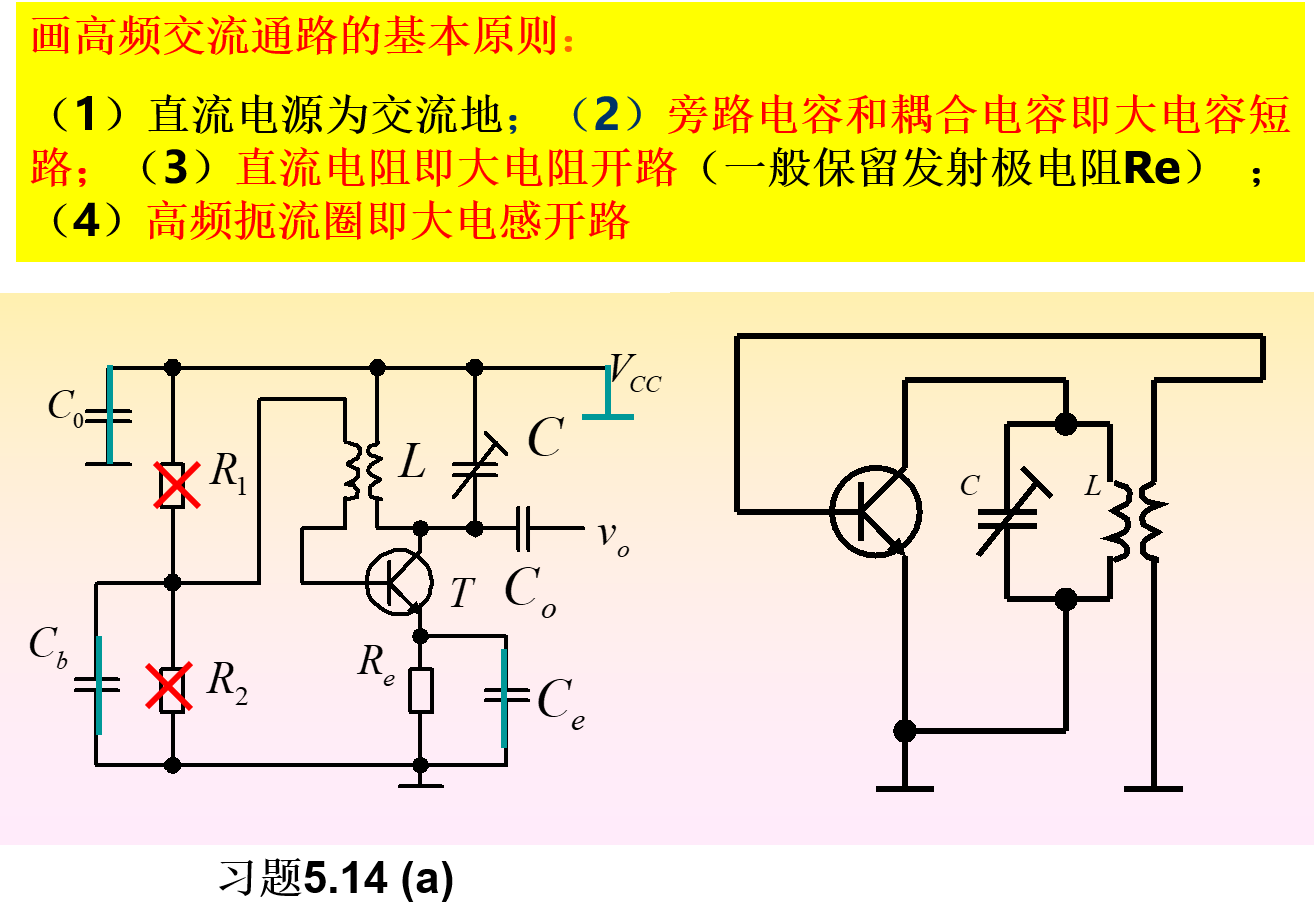 画高频交流通路的基本原则：
（1）直流电源为交流地；（2）旁路电容和耦合电容即大电容短
路；（3）直流电阻即大电阻开路（一般保留发射极电阻Re）；
（4）高频扼流圈即大电感开路
V_CC
C_0
R_1
L
C
C
L
v_o
T
C_o
C_b
R_2
R_e
C_e
习题5.14 (a)